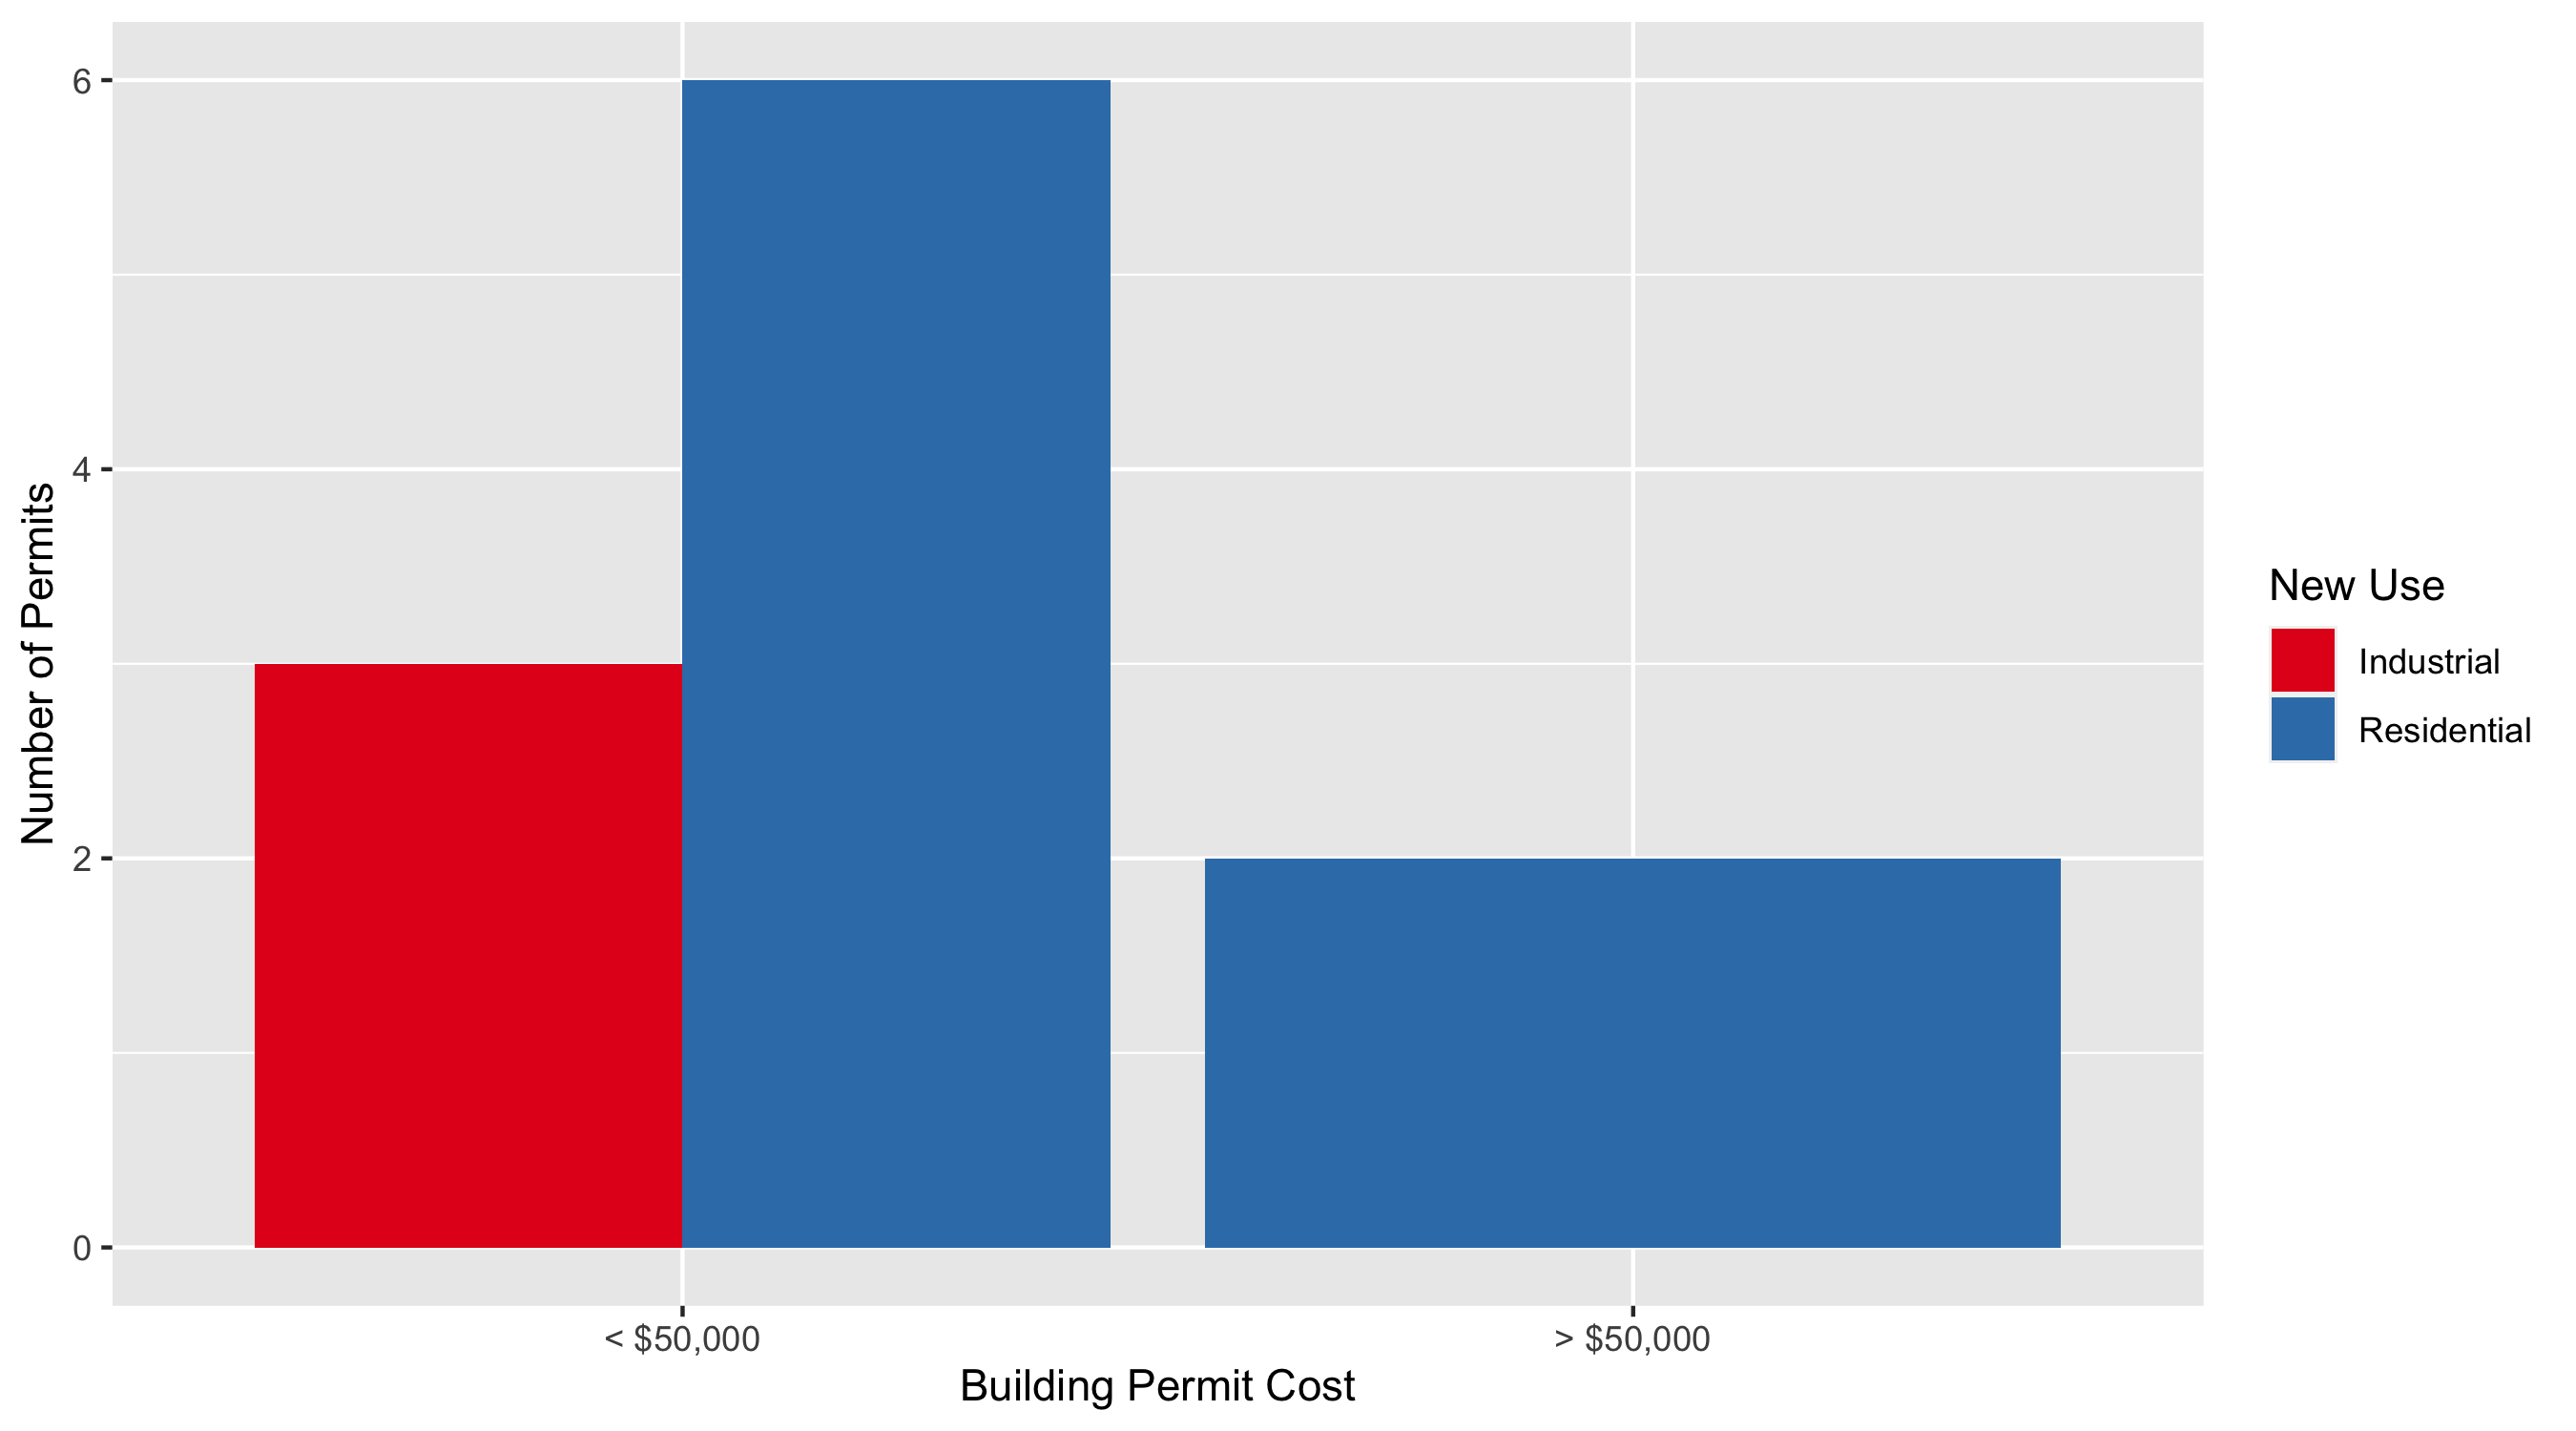 6
4
2
0
Number of Permits
< $50,000
> $50,000
Building Permit Cost
New Use
Industrial
Residential